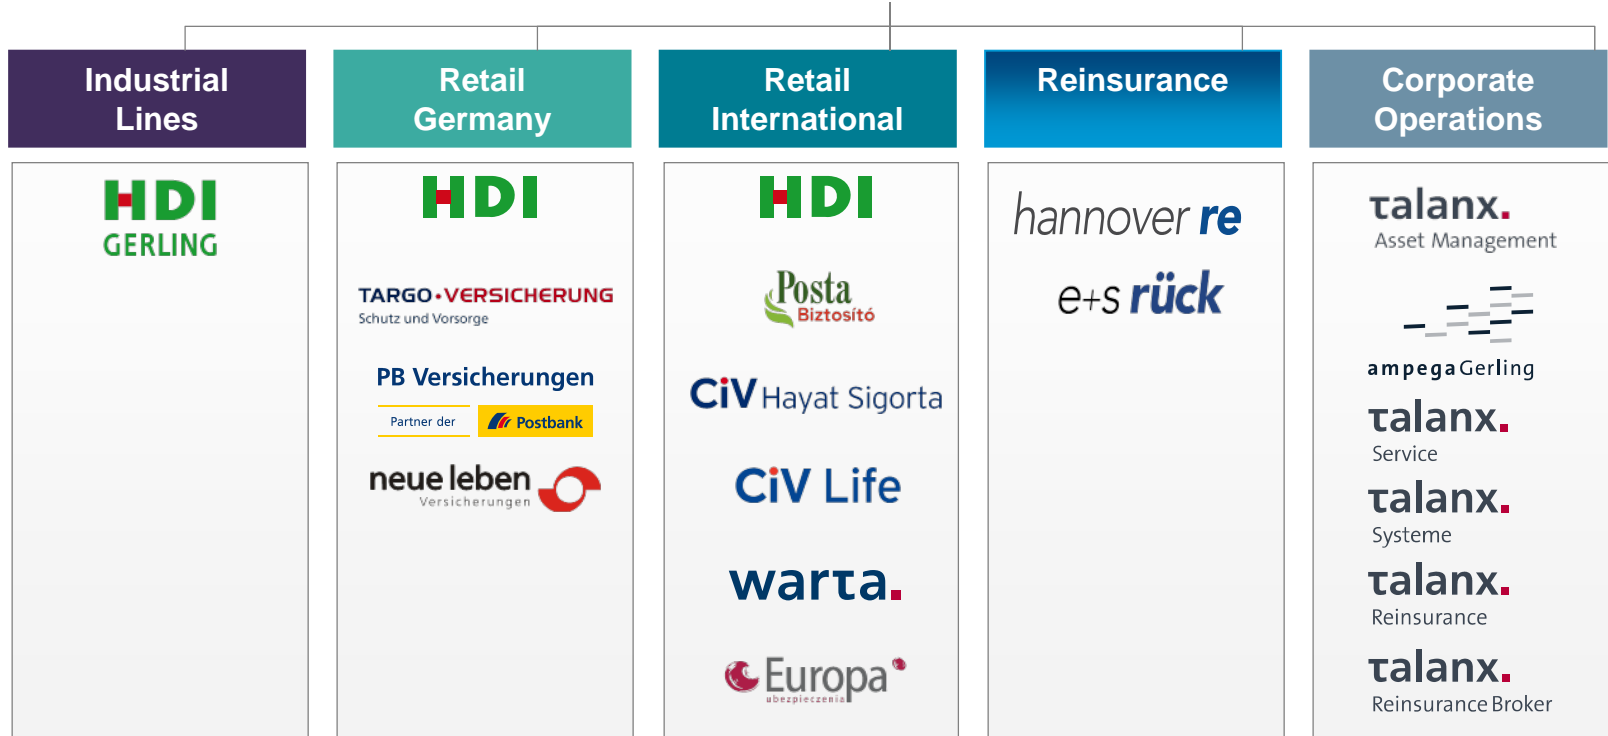 Industrial
Lines
Retail
Germany
Retail
International
Reinsurance
Corporate
Operations
HDI
GERLING
HDI
TARGO•VERSICHERUNG
Schutz und Vorsorge
PB Versicherungen
Partner der
Postbank
neue leben
Versicherungen
HDI
Posta
Biztosító
CiV Hayat Sigorta
CiV Life
warta.
Europa
ubezpieczenia
hannover re
e+s rück
talanx.
Asset Management
ampegaGerling
talanx.
Service
talanx.
Systeme
talanx.
Reinsurance
talanx.
Reinsurance Broker